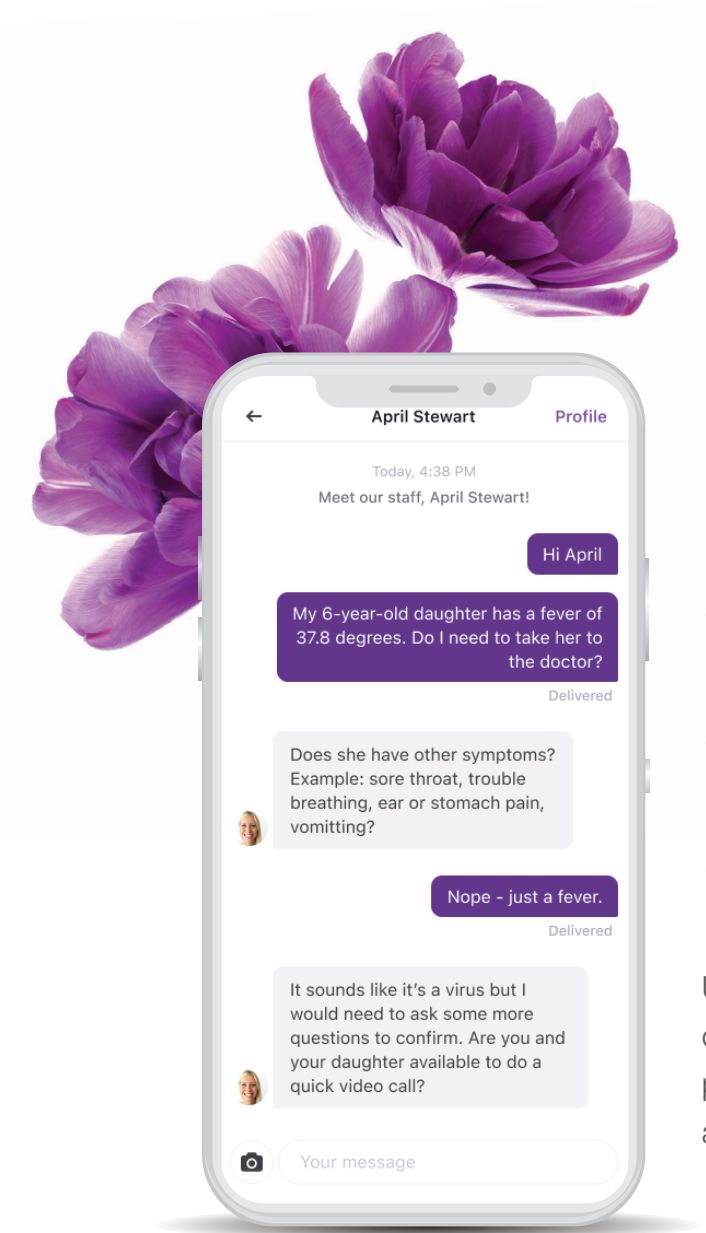 April Stewart
Profile
Today, 4:38 PM
Meet our staff, April Stewart!
Hi April
My 6-year-old daughter has a fever of
37.8 degrees. Do I need to take her to
the doctor?
Delivered
Does she have other symptoms?
Example: sore throat, trouble
breathing, ear or stomach pain,
vomitting?
Nope - just a fever.
Delivered
It sounds like it's a virus but I
would need to ask some more
questions to confirm. Are you and
your daughter available to do a
quick video call?
Your message